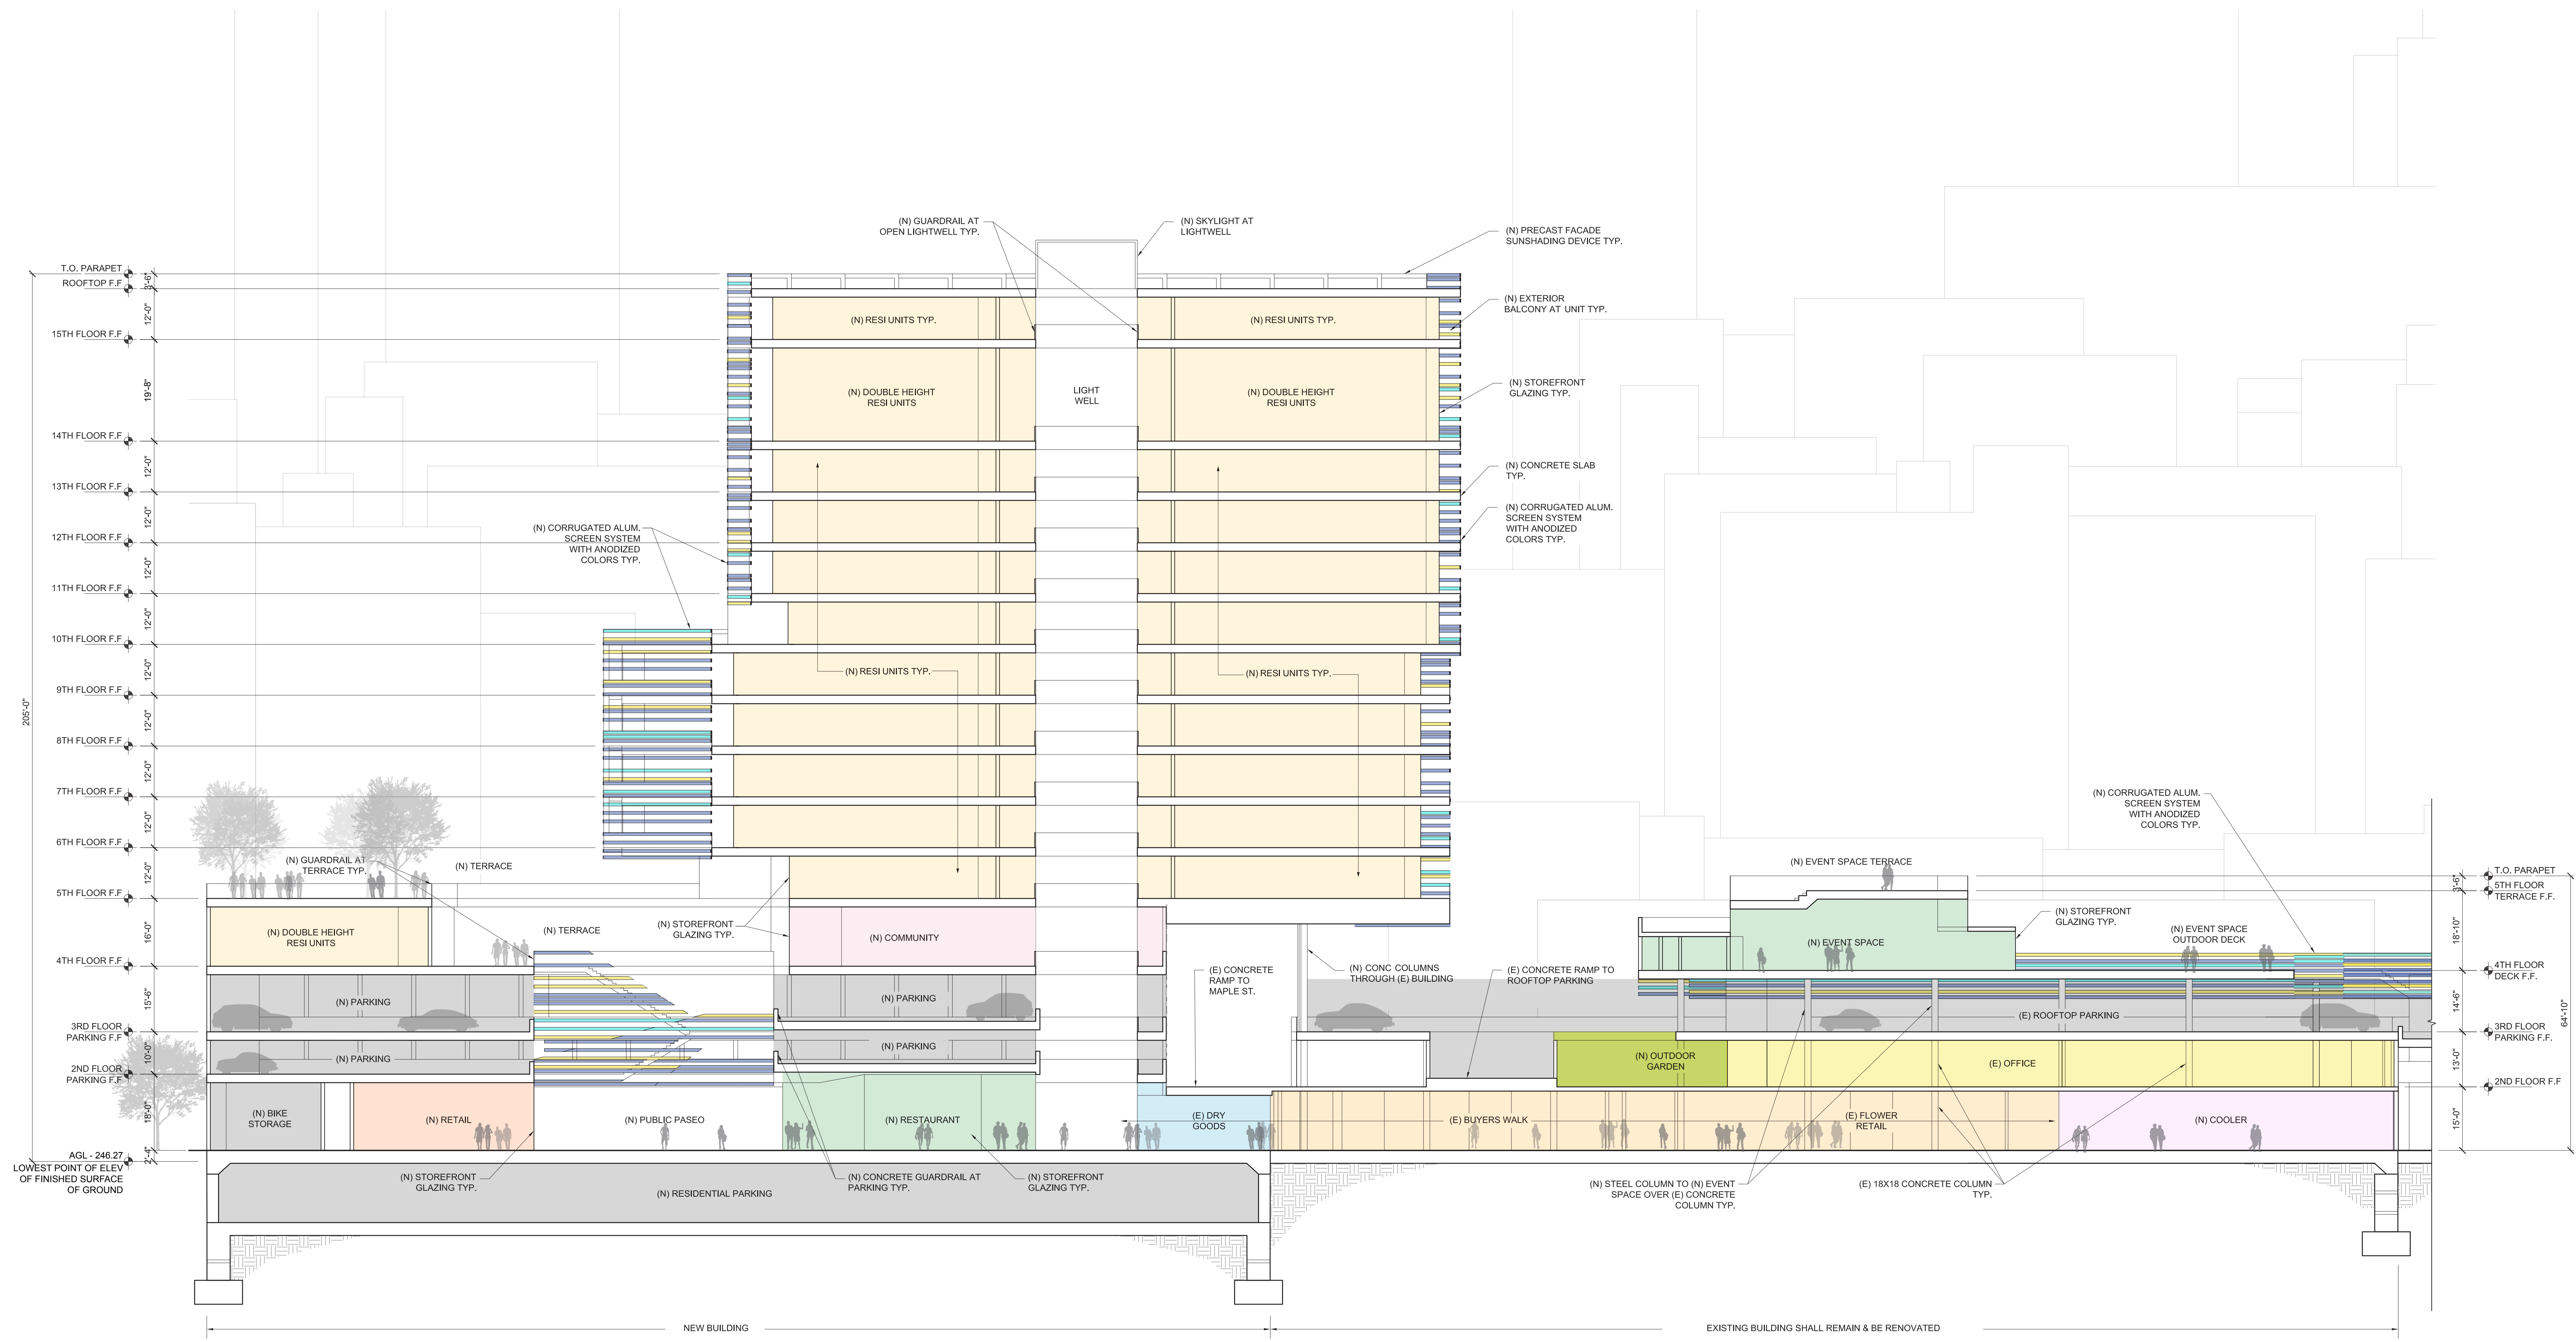 (N) GUARDRAIL AT
OPEN LIGHTWELL TYP.
(N) SKYLIGHT AT
LIGHTWELL
(N) PRECAST FACADE
SUNSHADING DEVICE TYP.
T.O. PARAPET
3'-6"
ROOFTOP F.F
12'-0"
(N) RESI UNITS TYP.
(N) RESI UNITS TYP.
(N) EXTERIOR
BALCONY AT UNIT TYP.
15TH FLOOR F.F
19'-8"
(N) DOUBLE HEIGHT
RESI UNITS
LIGHT
WELL
(N) DOUBLE HEIGHT
RESI UNITS
(N) STOREFRONT
GLAZING TYP.
14TH FLOOR F.F
12'-0"
(N) CONCRETE SLAB
TYP.
13TH FLOOR F.F
12'-0"
(N) CORRUGATED ALUM.
SCREEN SYSTEM
WITH ANODIZED
COLORS TYP.
(N) CORRUGATED ALUM.
SCREEN SYSTEM
WITH ANODIZED
COLORS TYP.
12TH FLOOR F.F
12'-0"
11TH FLOOR F.F
12'-0"
10TH FLOOR F.F
12'-0"
(N) RESI UNITS TYP.
(N) RESI UNITS TYP.
9TH FLOOR F.F
205'-0"
12'-0"
8TH FLOOR F.F
12'-0"
7TH FLOOR F.F
12'-0"
(N) CORRUGATED ALUM.
SCREEN SYSTEM
WITH ANODIZED
COLORS TYP.
6TH FLOOR F.F
12'-0"
(N) GUARDRAIL AT
TERRACE TYP.
(N) TERRACE
(N) EVENT SPACE TERRACE
T.O. PARAPET
3'-6"
5TH FLOOR
TERRACE F.F.
5TH FLOOR F.F
16'-0"
(N) DOUBLE HEIGHT
RESI UNITS
(N) TERRACE
(N) STOREFRONT
GLAZING TYP.
(N) COMMUNITY
(N) EVENT SPACE
(N) STOREFRONT
GLAZING TYP.
(N) EVENT SPACE
OUTDOOR DECK
18'-10"
4TH FLOOR F.F
15'-6"
(N) PARKING
(N) PARKING
(E) CONCRETE
RAMP TO
MAPLE ST.
(N) CONC COLUMNS
THROUGH (E) BUILDING
(E) CONCRETE RAMP TO
ROOFTOP PARKING
4TH FLOOR
DECK F.F.
14'-6"
64'-10"
(E) ROOFTOP PARKING
3RD FLOOR
PARKING F.F
10'-0"
3RD FLOOR
PARKING F.F.
(N) PARKING
(N) PARKING
(N) OUTDOOR
GARDEN
(E) OFFICE
13'-0"
2ND FLOOR
PARKING F.F
2ND FLOOR F.F
18'-0"
(N) BIKE
STORAGE
(N) RETAIL
(N) PUBLIC PASEO
(N) RESTAURANT
(E) DRY
GOODS
(E) BUYERS WALK
(E) FLOWER
RETAIL
(N) COOLER
15'-0"
2'-4"
AGL - 246.27
LOWEST POINT OF ELEV
OF FINISHED SURFACE
OF GROUND
(N) STOREFRONT
GLAZING TYP.
(N) RESIDENTIAL PARKING
(N) CONCRETE GUARDRAIL AT
PARKING TYP.
(N) STOREFRONT
GLAZING TYP.
(N) STEEL COLUMN TO (N) EVENT
SPACE OVER (E) CONCRETE
COLUMN TYP.
(E) 18X18 CONCRETE COLUMN
TYP.
NEW BUILDING
EXISTING BUILDING SHALL REMAIN & BE RENOVATED